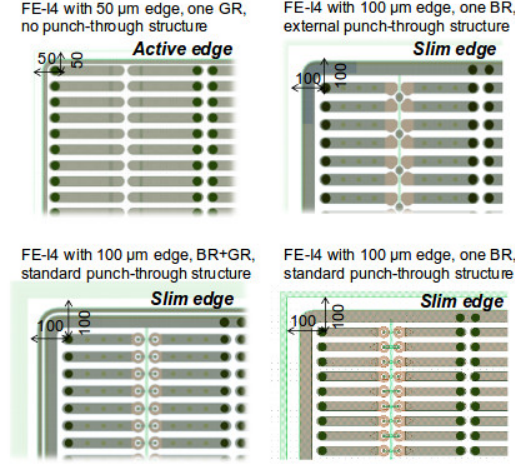 FE-I4 with 50 µm edge, one GR,
no punch-through structure
Active edge
50
50
FE-I4 with 100 µm edge, one BR,
external punch-through structure
Slim edge
100
100
FE-I4 with 100 µm edge, BR+GR,
standard punch-through structure
Slim edge
100
100
FE-I4 with 100 µm edge, one BR,
standard punch-through structure
Slim edge
100
100